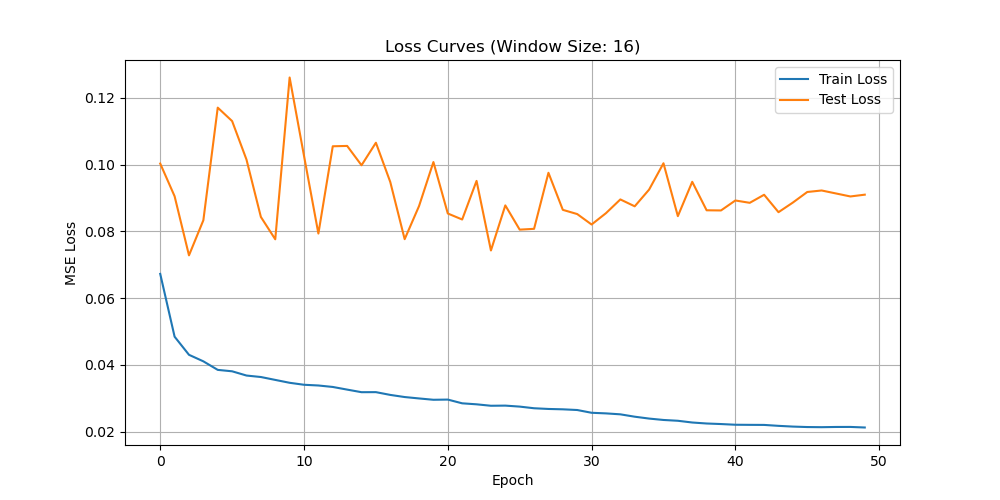 Loss Curves (Window Size: 16)
Train Loss
Test Loss
MSE Loss
0.12
0.10
0.08
0.06
0.04
0.02
0 10 20 30 40 50
Epoch